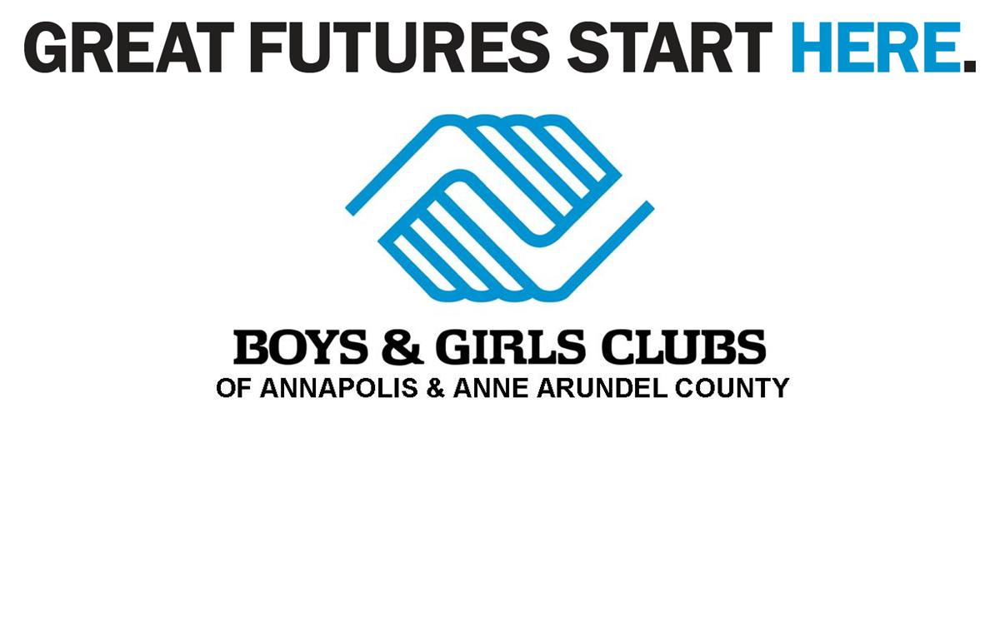 GREAT FUTURES START HERE.
BOYS & GIRLS CLUBS
OF ANNAPOLIS & ANNE ARUNDEL COUNTY